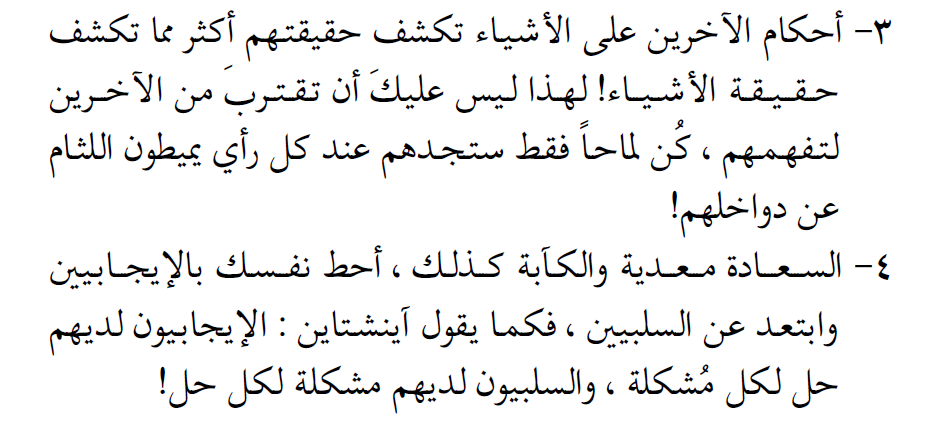 ٣- أحكام الآخرين على الأشياء تكشف حقيقتهم أكثر مما تكشف
حقيقة الأشياء! لهذا ليس عليكَ أن تقتربَ من الآخرين
لتفهمهم ، كُن لماحاً فقط ستجدهم عند كل رأي يميطون اللثام
عن دواخلهم!
٤- السعادة معدية والكآبة كذلك ، أحط نفسك بالإيجابيين
وابتعد عن السلبيين ، فكما يقول آينشتاين : الإيجابيون لديهم
حل لكل مُشكلة ، والسلبيون لديهم مشكلة لكل حل!